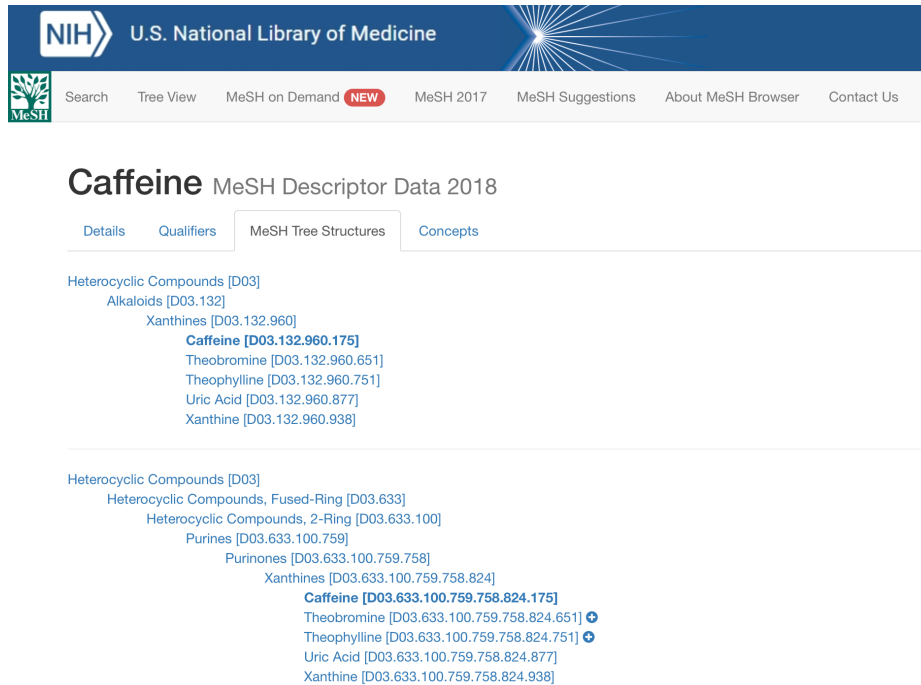 NIH U.S. National Library of Medicine
MeSH Search Tree View MeSH on Demand NEW MeSH 2017 MeSH Suggestions About MeSH Browser Contact Us
Caffeine MeSH Descriptor Data 2018
Details Qualifiers MeSH Tree Structures Concepts
Heterocyclic Compounds [D03]
Alkaloids [D03.132]
Xanthines [D03.132.960]
Caffeine [D03.132.960.175]
Theobromine [D03.132.960.651]
Theophylline [D03.132.960.751]
Uric Acid [D03.132.960.877]
Xanthine [D03.132.960.938]
Heterocyclic Compounds [D03]
Heterocyclic Compounds, Fused-Ring [D03.633]
Heterocyclic Compounds, 2-Ring [D03.633.100]
Purines [D03.633.100.759]
Purinones [D03.633.100.759.758]
Xanthines [D03.633.100.759.758.824]
Caffeine [D03.633.100.759.758.824.175]
Theobromine [D03.633.100.759.758.824.651]
Theophylline [D03.633.100.759.758.824.751]
Uric Acid [D03.633.100.759.758.824.877]
Xanthine [D03.633.100.759.758.824.938]